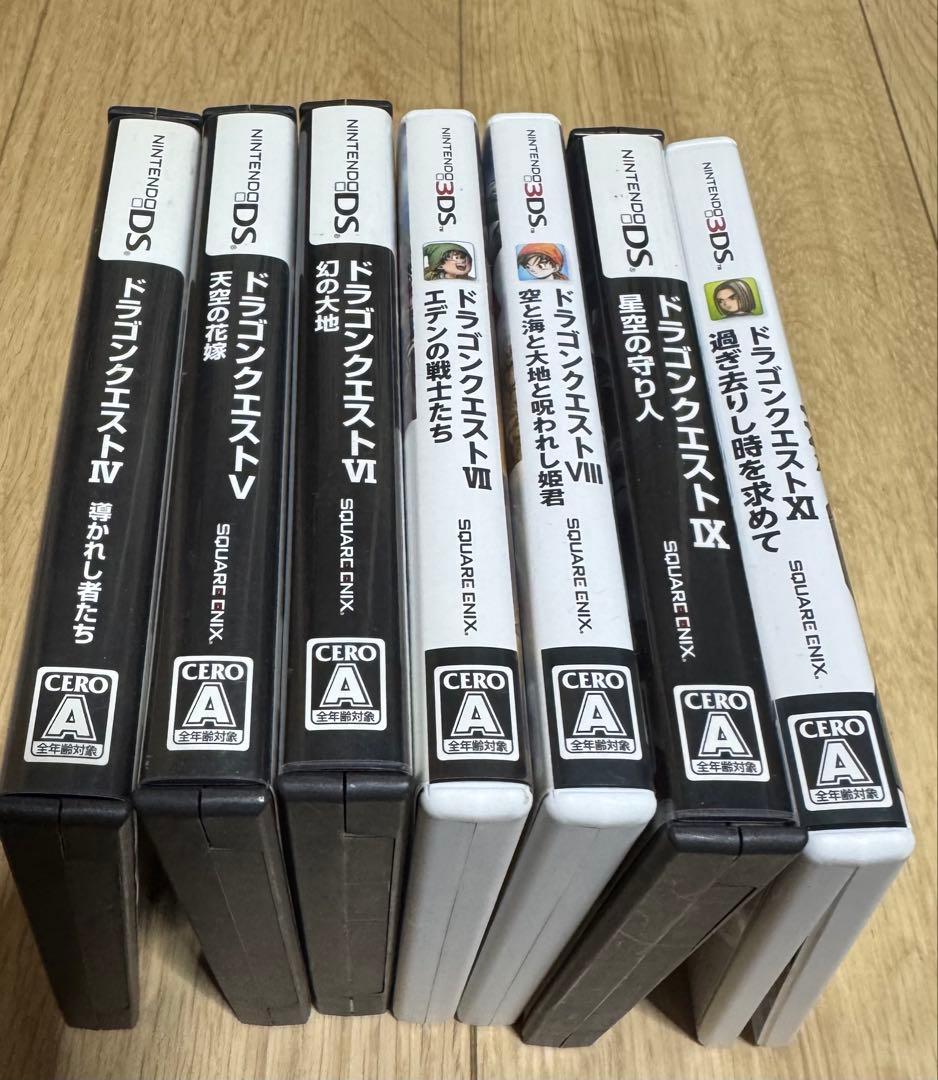 NINTENDO DS
ドラゴンクエストIV 導かれし者たち
CERO
A
全年齢対象
NINTENDO DS
ドラゴンクエストV
天空の花嫁
SQUARE ENIX
CERO
A
全年齢対象
NINTENDO DS
ドラゴンクエストVI
幻の大地
SQUARE ENIX
CERO
A
全年齢対象
NINTENDO 3DS
ドラゴンクエストVII
エデンの戦士たち
SQUARE ENIX
CERO
A
全年齢対象
NINTENDO 3DS
ドラゴンクエストVIII
空と海と大地と呪われし姫君
SQUARE ENIX
CERO
A
全年齢対象
NINTENDO DS
ドラゴンクエストIX
星空の守り人
SQUARE ENIX
CERO
A
全年齢対象
NINTENDO 3DS
ドラゴンクエストXI
過ぎ去りし時を求めて
SQUARE ENIX
CERO
A
全年齢対象